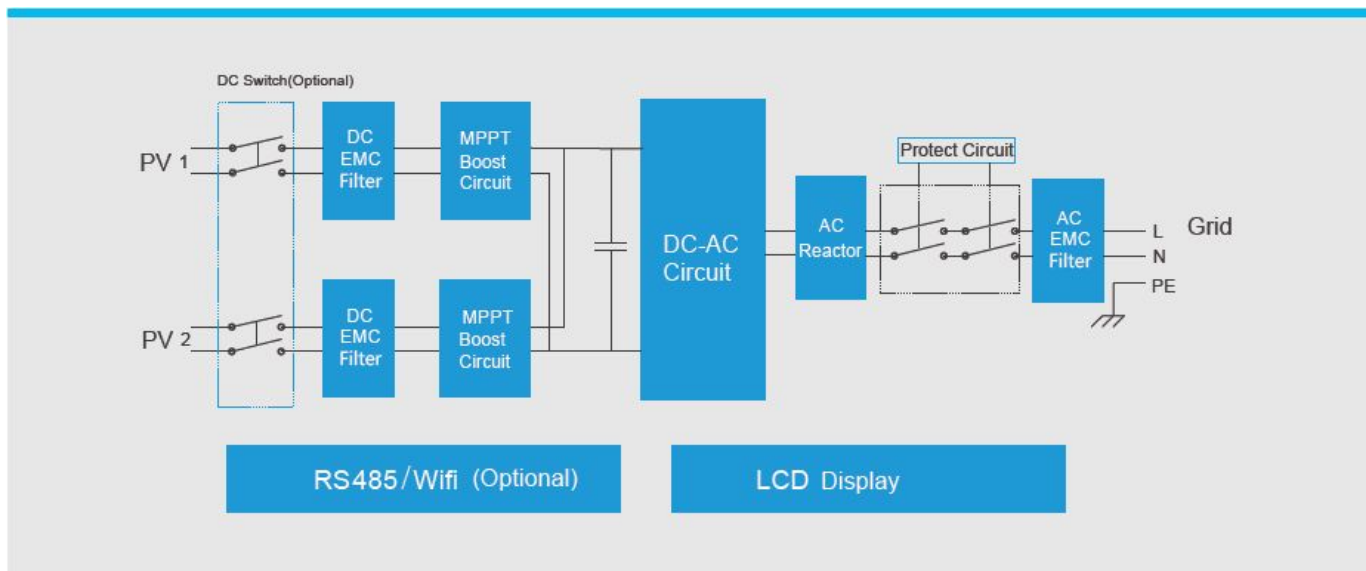 DC Switch(Optional)
PV 1
DC
EMC
Filter
MPPT
Boost
Circuit
PV 2
DC
EMC
Filter
MPPT
Boost
Circuit
DC-AC
Circuit
AC
Reactor
Protect Circuit
AC
EMC
Filter
L
N
PE
Grid
RS485/Wifi (Optional)
LCD Display